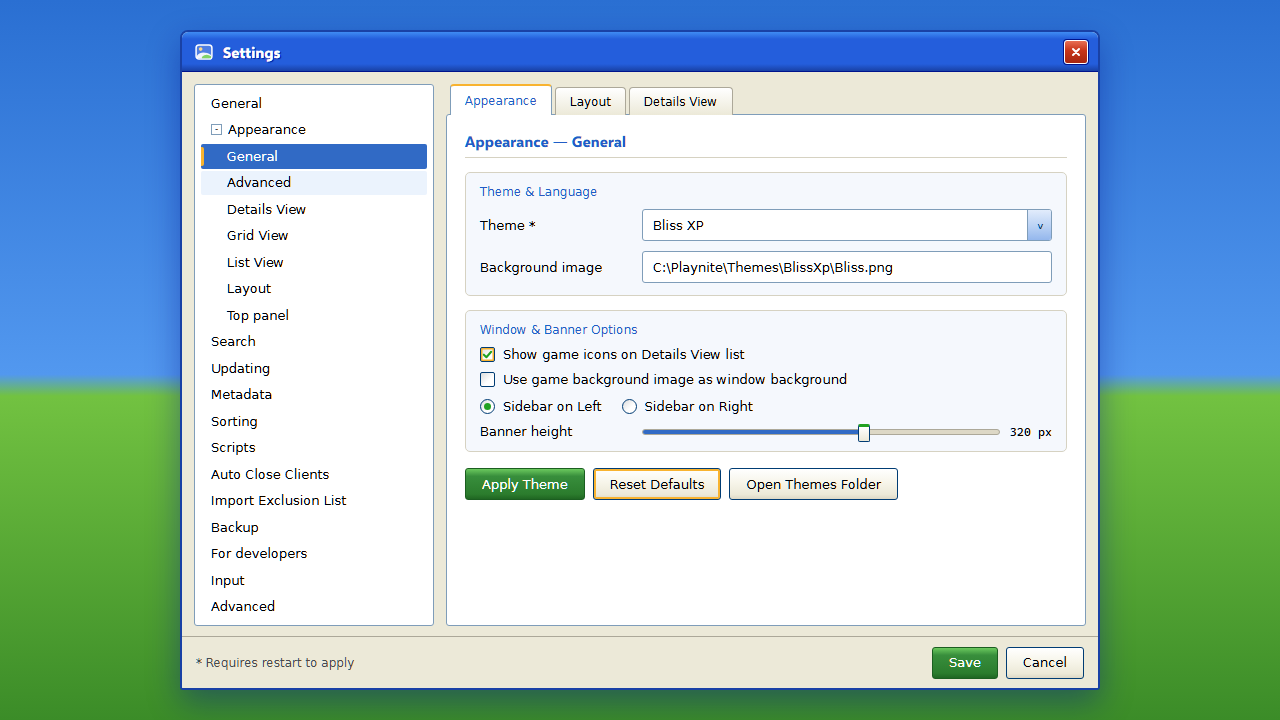 Settings
General
Appearance
General
Advanced
Details View
Grid View
List View
Layout
Top panel
Search
Updating
Metadata
Sorting
Scripts
Auto Close Clients
Import Exclusion List
Backup
For developers
Input
Advanced
Appearance Layout Details View
Appearance — General
Theme & Language
Theme * Bliss XP
Background image C:\Playnite\Themes\BlissXp\Bliss.png
Window & Banner Options
Show game icons on Details View list
Use game background image as window background
Sidebar on Left Sidebar on Right
Banner height 320 px
Apply Theme Reset Defaults Open Themes Folder
* Requires restart to apply
Save Cancel